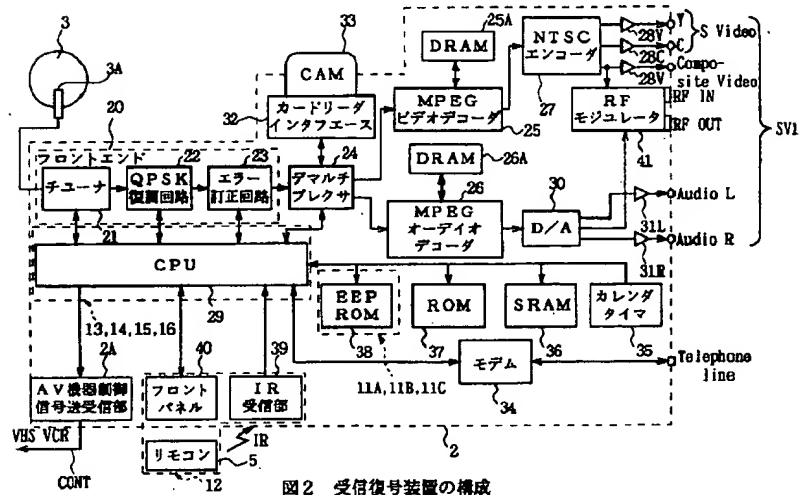 3
3A
33
CAM
32
カードリーダ
インタフエース
25A
DRAM
MPEG
ビデオデコーダ
25
NTSC
エンコーダ
27
28V
28C
28V
Y
C
S Video
Compo-
site Video
RF
モジュレータ
41
RF IN
RF OUT
SV1
20
フロントエンド
チューナ
21
22
QPSK
復調回路
23
エラー
訂正回路
24
デマルチ
プレクサ
DRAM
26A
26
MPEG
オーデイオ
デコーダ
30
D/A
31L
31R
Audio L
Audio R
CPU
29
EEP
ROM
38
ROM
37
SRAM
36
カレンダ
タイマ
35
11A,11B,11C
13,14,15,16
2A
AV機器制御
信号送受信部
VHS VCR
CONT
40
フロント
パネル
39
IR
受信部
IR
リモコン
5
12
モデム
34
Telephone
line
2
図2 受信復号装置の構成